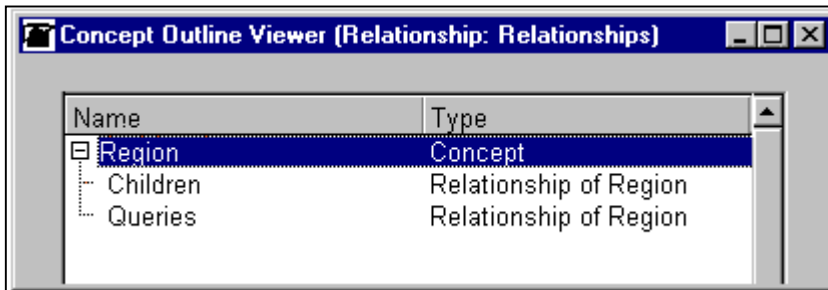 Concept Outline Viewer (Relationship: Relationships)
Name Type
Region Concept
Children Relationship of Region
Queries Relationship of Region